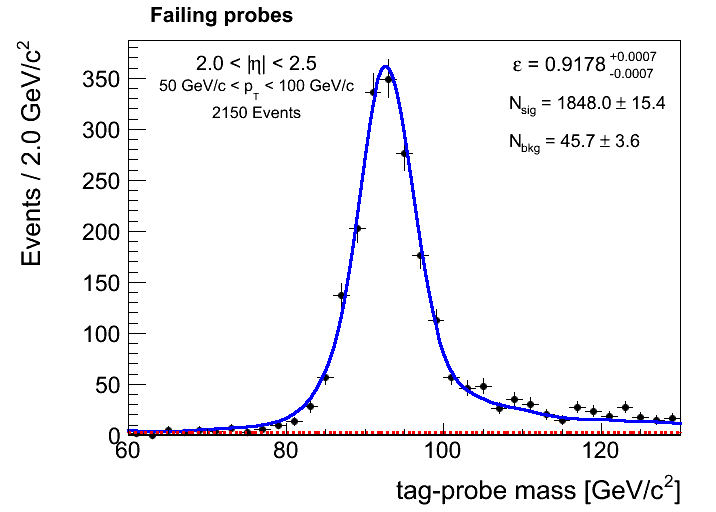 Failing probes
Events / 2.0 GeV/c²
2.0 < |η| < 2.5
50 GeV/c < p_T < 100 GeV/c
2150 Events
ε = 0.9178 +0.0007 -0.0007
N_sig = 1848.0 ± 15.4
N_bkg = 45.7 ± 3.6
350
300
250
200
150
100
50
0
60 80 100 120
tag-probe mass [GeV/c²]